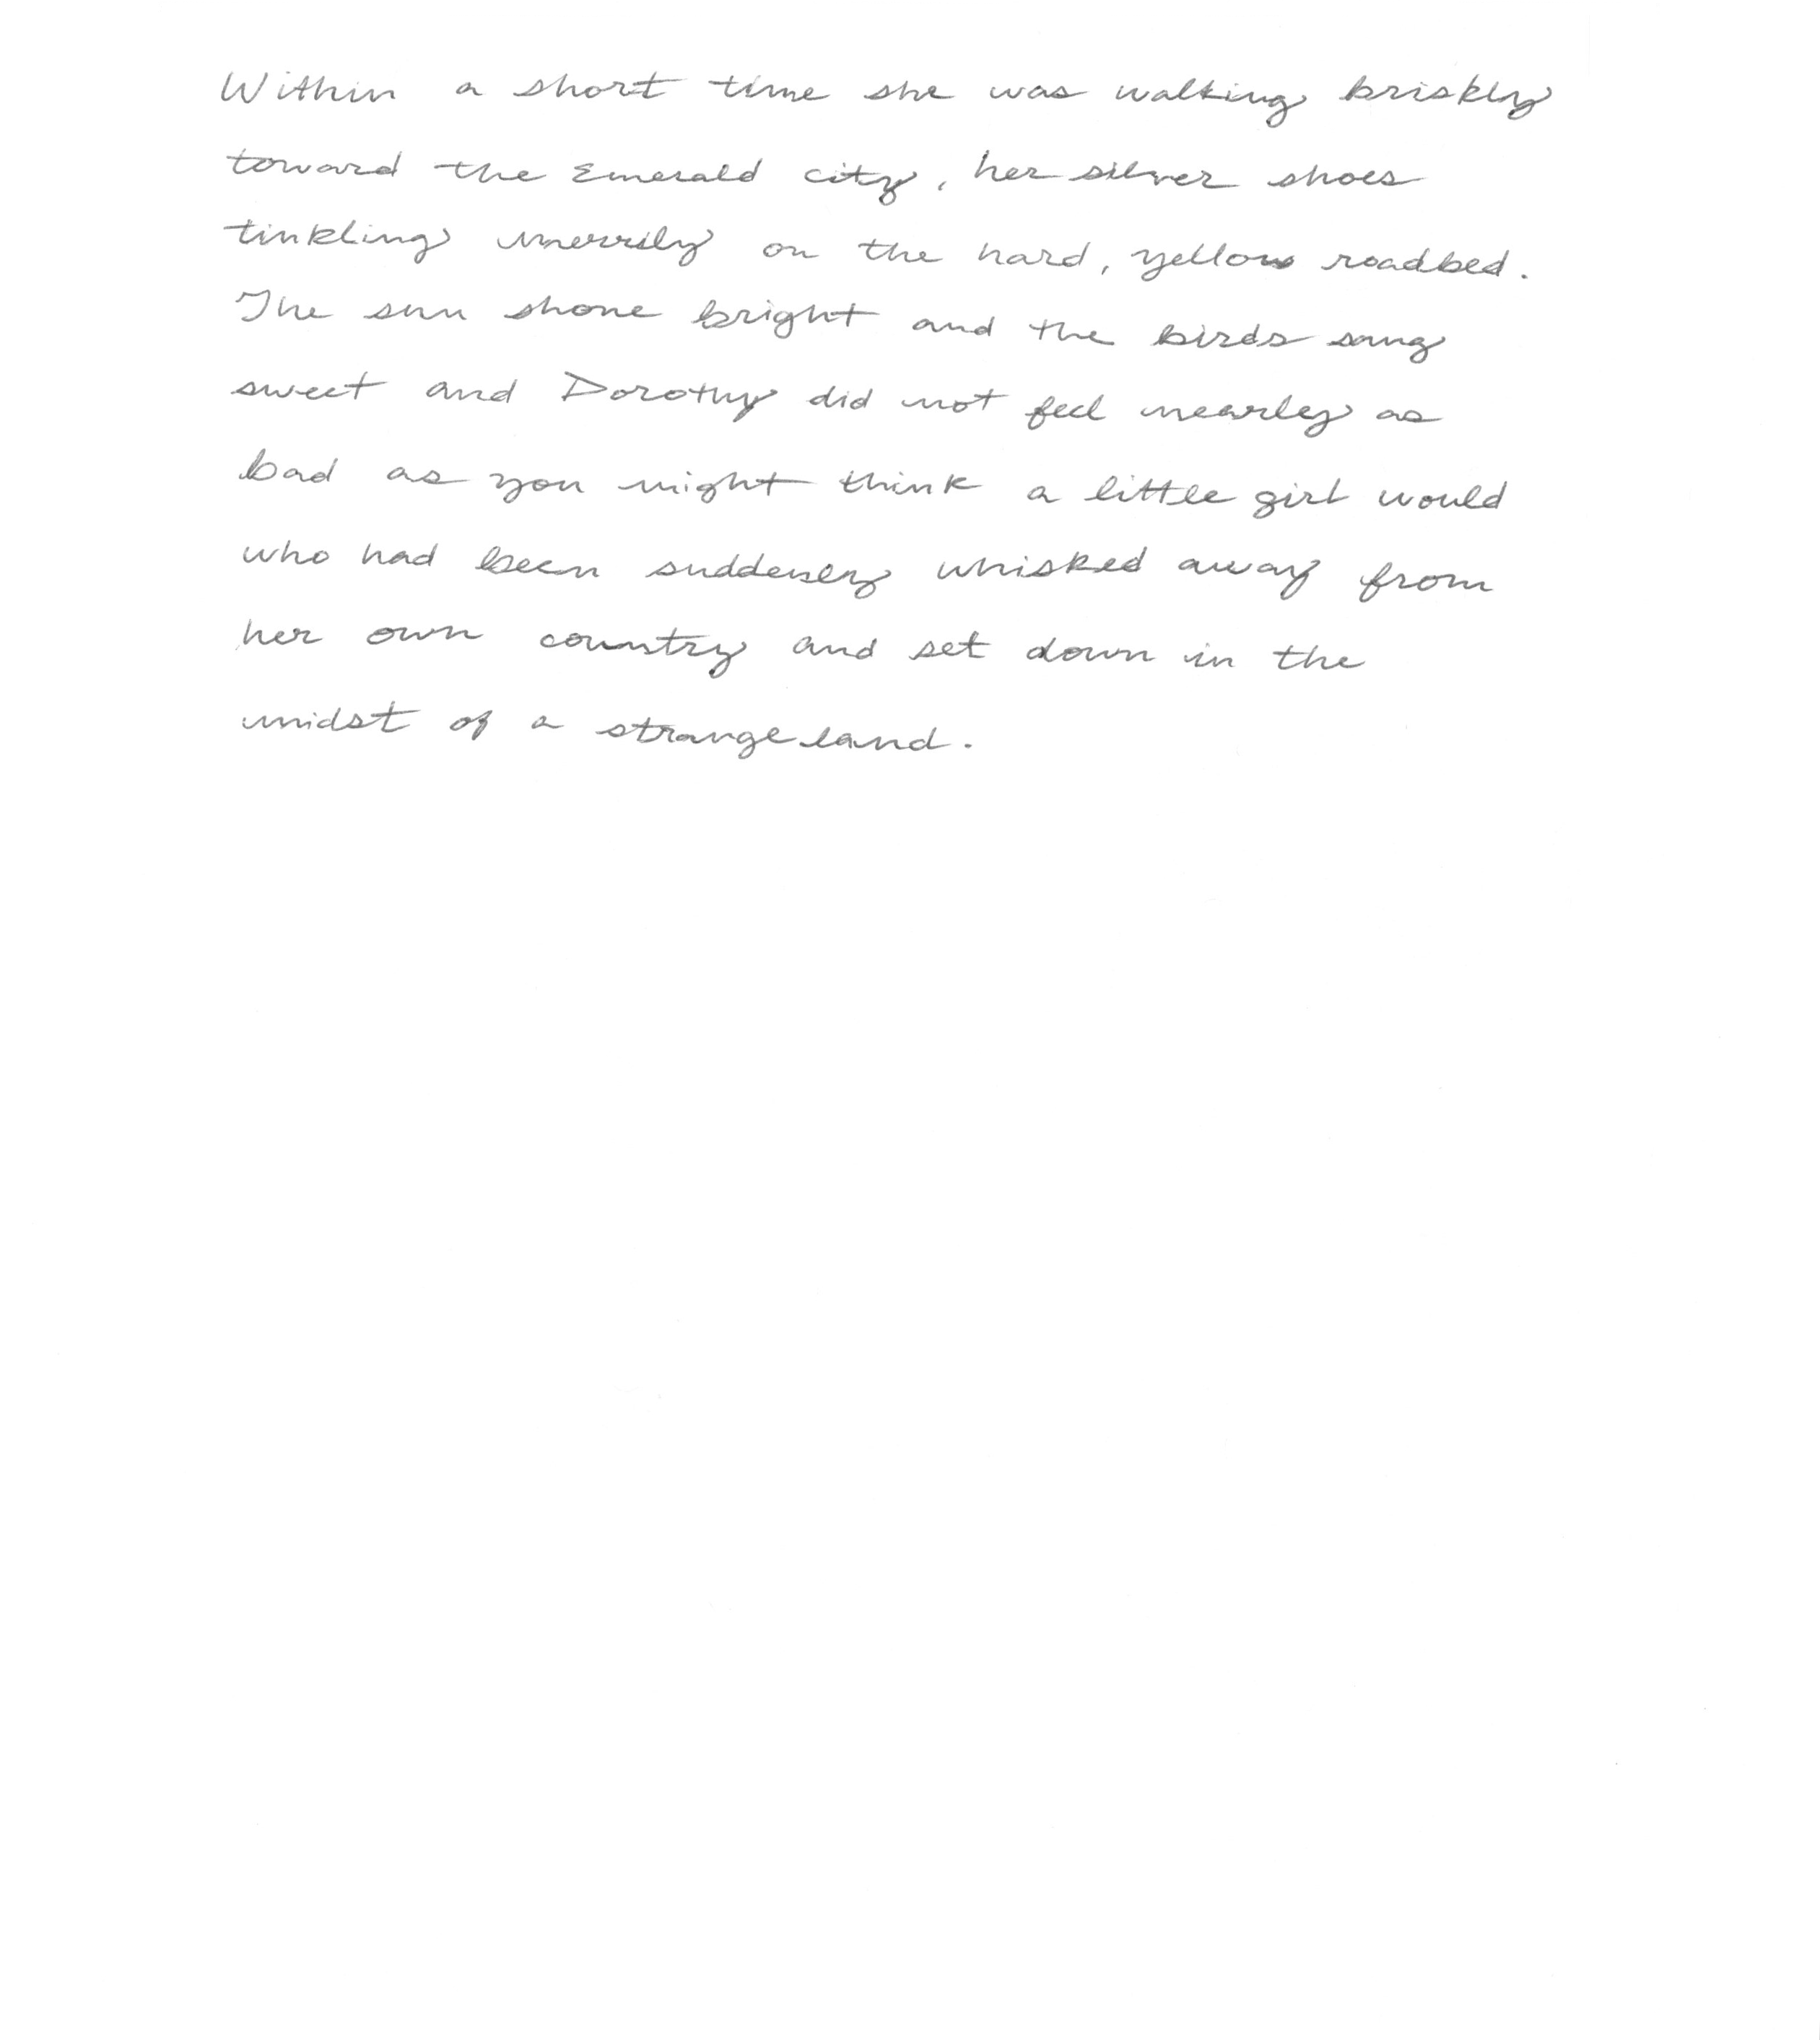 Within a short time she was walking briskly
toward the Emerald city, her silver shoes
tinkling merrily on the hard, yellow roadbed.
The sun shone bright and the birds sang
sweet and Dorothy did not feel nearly as
bad as you might think a little girl would
who had been suddenly whisked away from
her own country and set down in the
midst of a strange land.